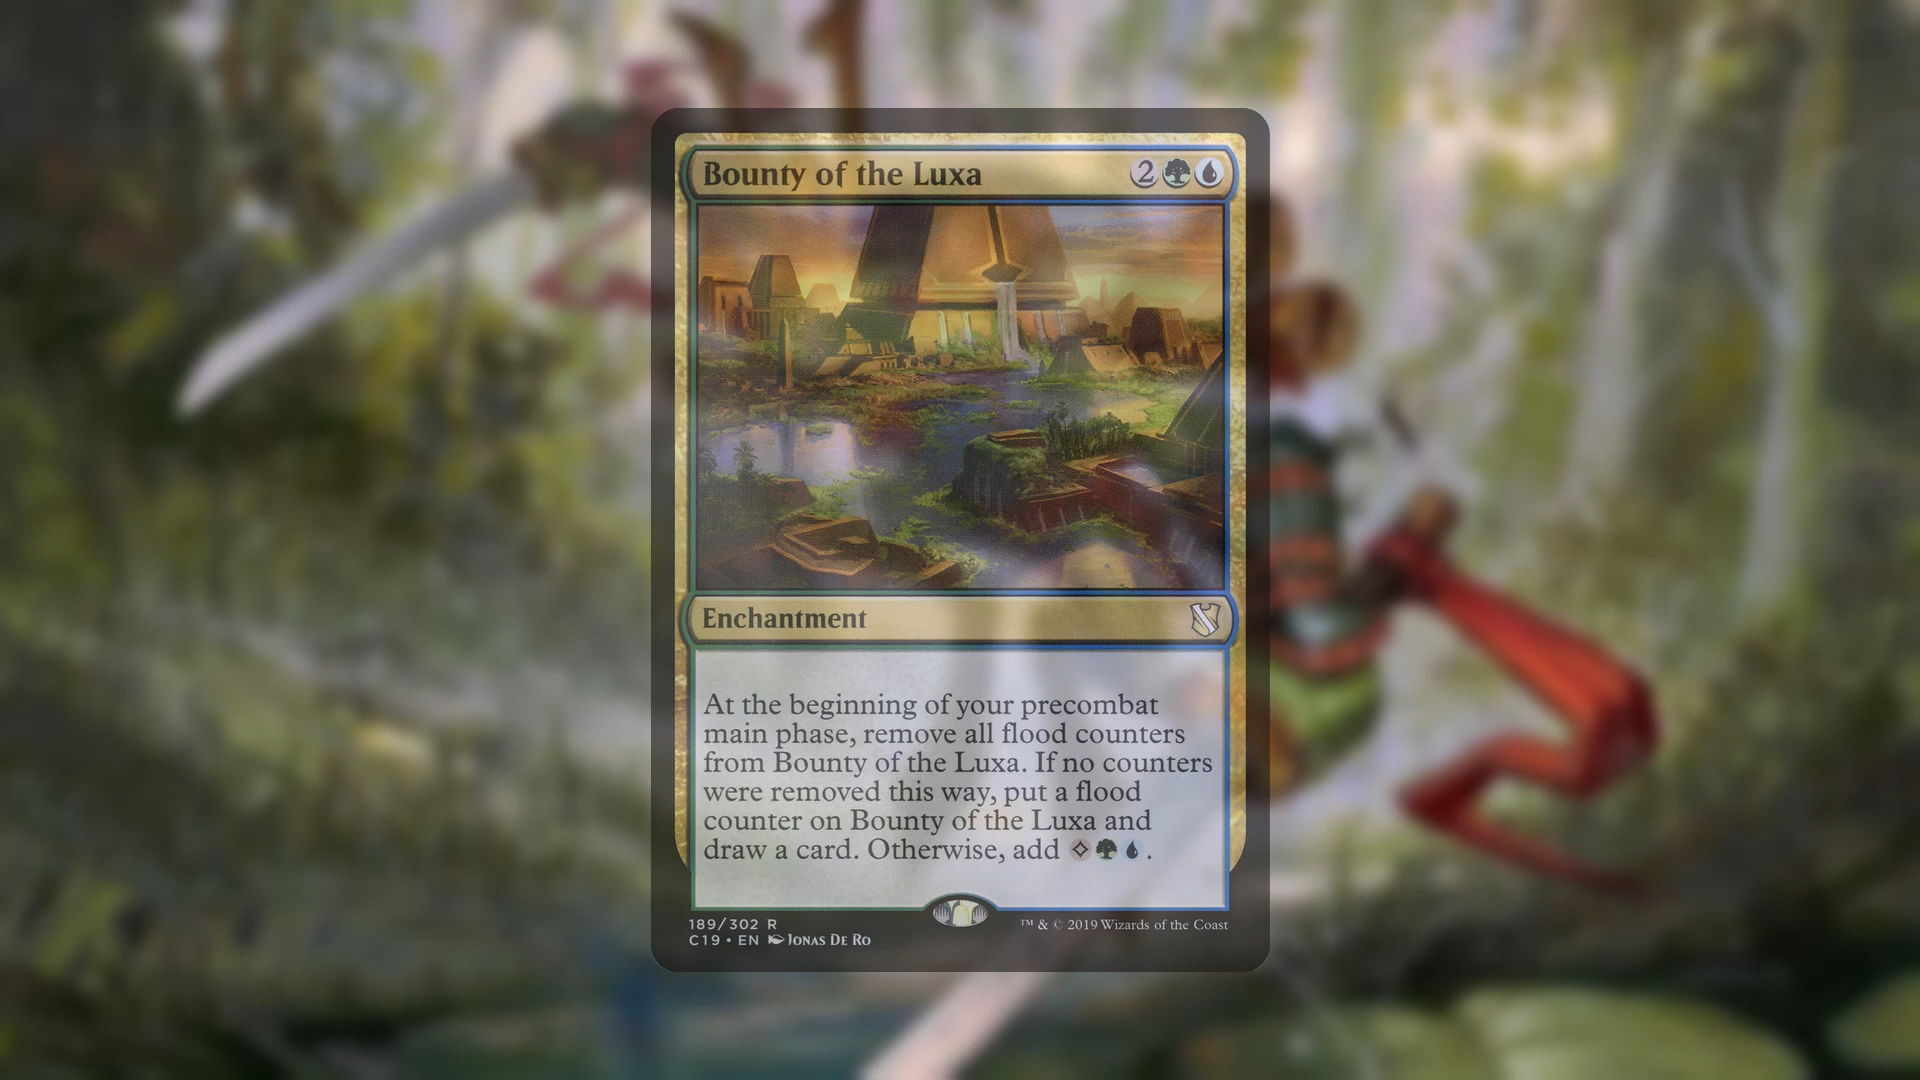 Bounty of the Luxa
2
Enchantment
At the beginning of your precombat
main phase, remove all flood counters
from Bounty of the Luxa. If no counters
were removed this way, put a flood
counter on Bounty of the Luxa and
draw a card. Otherwise, add .
189/302 R
C19 • EN JONAS DE RO
™ & © 2019 Wizards of the Coast